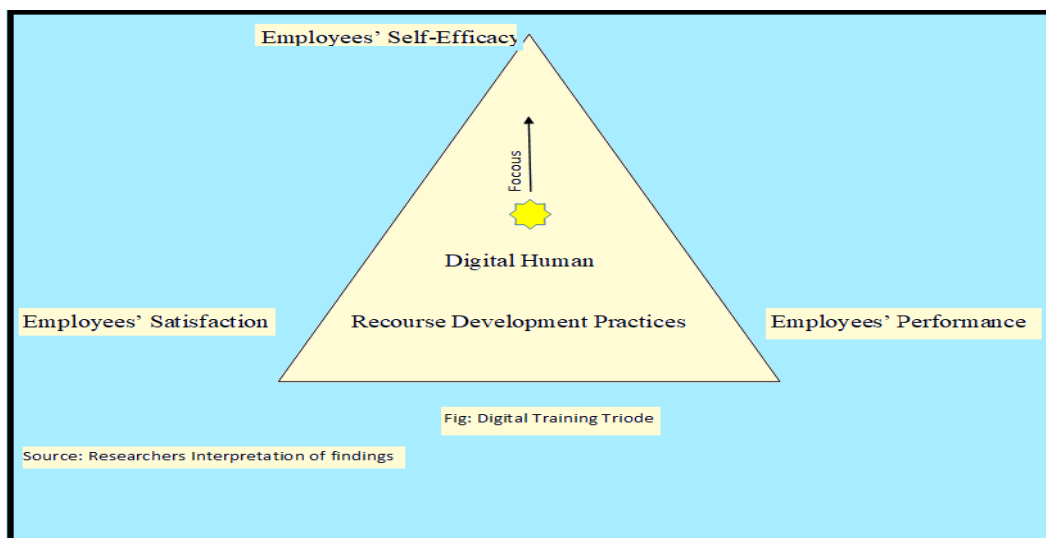 Employees’ Self-Efficacy
Focous
Digital Human
Employees’ Satisfaction
Recourse Development Practices
Employees’ Performance
Fig: Digital Training Triode
Source: Researchers Interpretation of findings